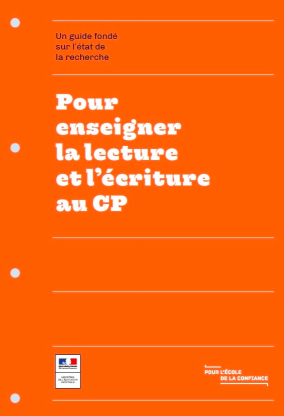 Un guide fondé
sur l'état de
la recherche
Pour
enseigner
la lecture
et l'écriture
au CP
POUR L'ÉCOLE
DE LA CONFIANCE